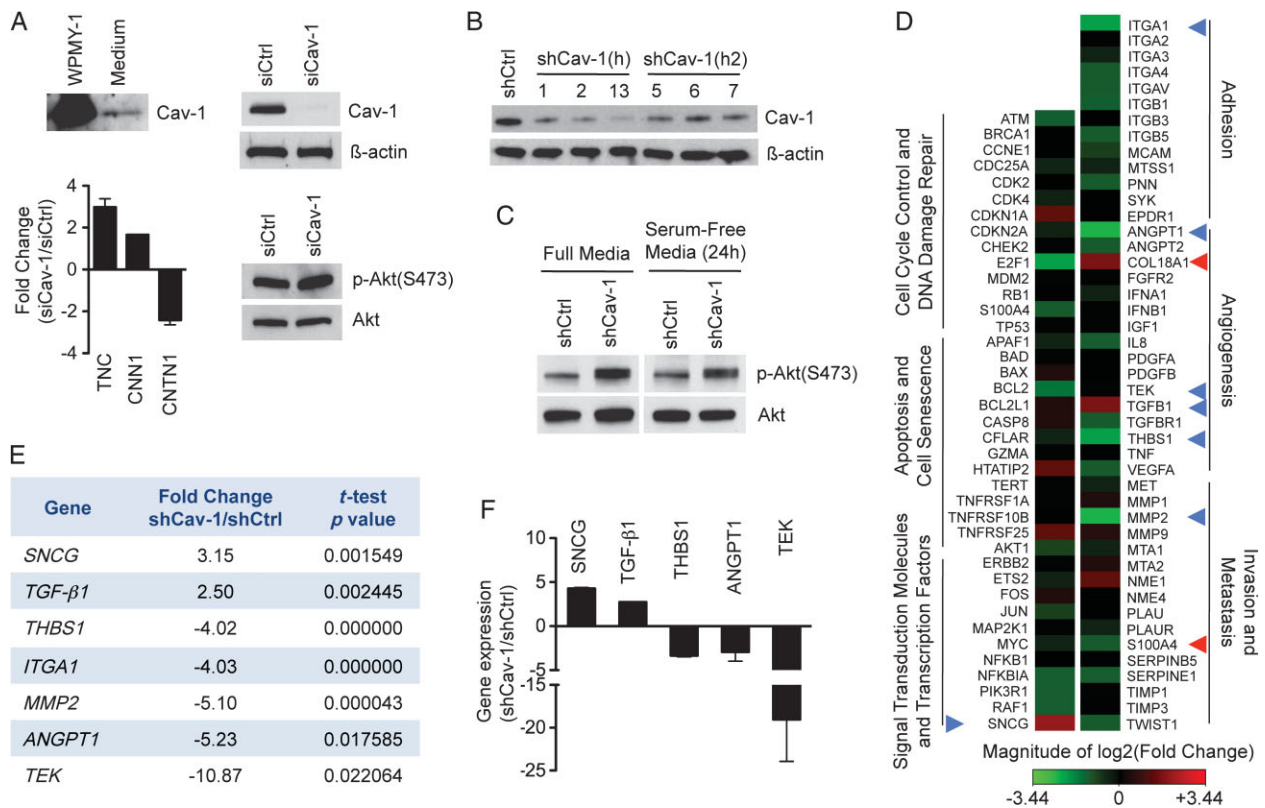 A
WPMY-1
Medium
Cav-1
siCtrl
siCav-1
Cav-1
ß-actin
Fold Change
(siCav-1/siCtrl)
4
2
0
-2
-4
TNC
CNN1
CNTN1
siCtrl
siCav-1
p-Akt(S473)
Akt
B
shCtrl
shCav-1(h)
shCav-1(h2)
1 2 13 5 6 7
Cav-1
ß-actin
C
Full Media
Serum-Free
Media (24h)
shCtrl
shCav-1
shCtrl
shCav-1
p-Akt(S473)
Akt
D
Cell Cycle Control and
DNA Damage Repair
ATM
BRCA1
CCNE1
CDC25A
CDK2
CDK4
CDKN1A
CDKN2A
CHEK2
E2F1
MDM2
RB1
S100A4
TP53
Apoptosis and
Cell Senescence
APAF1
BAD
BAX
BCL2
BCL2L1
CASP8
CFLAR
GZMA
HTATIP2
TERT
TNFRSF1A
TNFRSF10B
TNFRSF25
Signal Transduction Molecules
and Transcription Factors
AKT1
ERBB2
ETS2
FOS
JUN
MAP2K1
MYC
NFKB1
NFKBIA
PIK3R1
RAF1
SNCG
ITGA1
ITGA2
ITGA3
ITGA4
ITGAV
ITGB1
ITGB3
ITGB5
MCAM
MTSS1
PNN
SYK
EPDR1
Adhesion
ANGPT1
ANGPT2
COL18A1
FGFR2
IFNA1
IFNB1
IGF1
IL8
PDGFA
PDGFB
TEK
TGFB1
TGFBR1
THBS1
TNF
VEGFA
Angiogenesis
MET
MMP1
MMP2
MMP9
MTA1
MTA2
NME1
NME4
PLAU
PLAUR
S100A4
SERPINB5
SERPINE1
TIMP1
TIMP3
TWIST1
Invasion and
Metastasis
Magnitude of log2(Fold Change)
-3.44 0 +3.44
E
Gene Fold Change shCav-1/shCtrl t-test p value
SNCG 3.15 0.001549
TGF-β1 2.50 0.002445
THBS1 -4.02 0.000000
ITGA1 -4.03 0.000000
MMP2 -5.10 0.000043
ANGPT1 -5.23 0.017585
TEK -10.87 0.022064
F
Gene expression
(shCav-1/shCtrl)
10
5
0
-5
-15
-20
-25
SNCG
TGF-β1
THBS1
ANGPT1
TEK